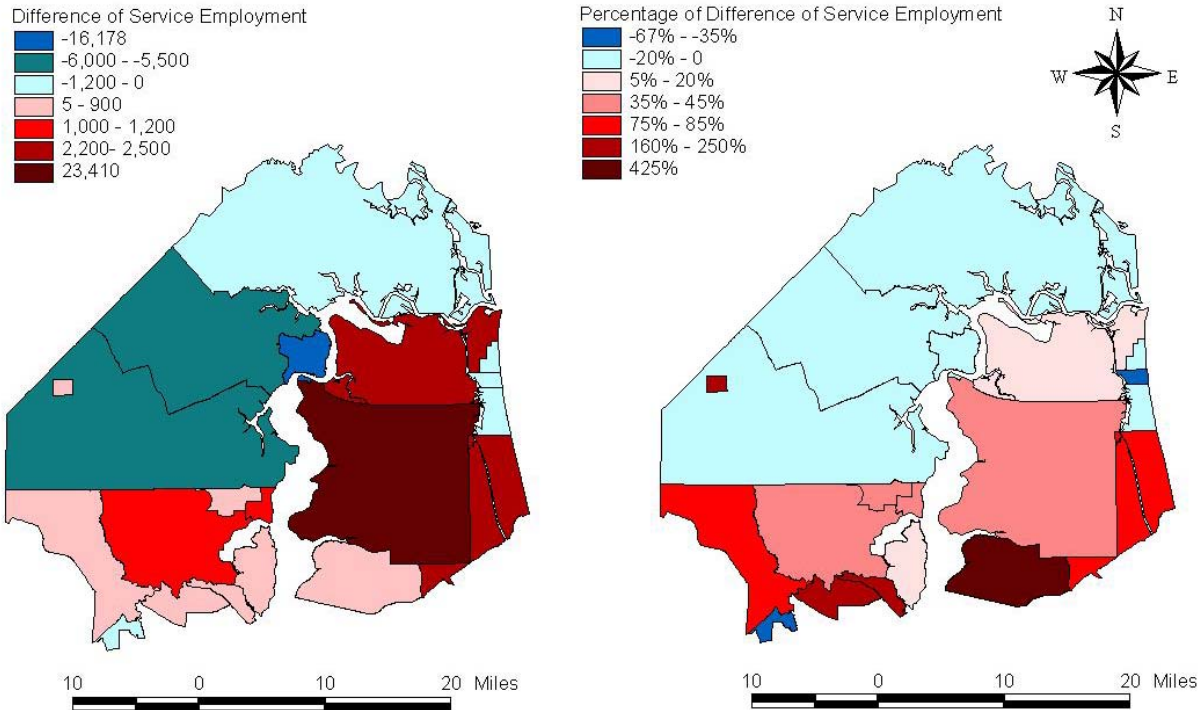 Difference of Service Employment
-16,178
-6,000 - -5,500
-1,200 - 0
5 - 900
1,000 - 1,200
2,200- 2,500
23,410
Percentage of Difference of Service Employment
-67% - -35%
-20% - 0
5% - 20%
35% - 45%
75% - 85%
160% - 250%
425%
N
W E
S
10 0 10 20 Miles
10 0 10 20 Miles